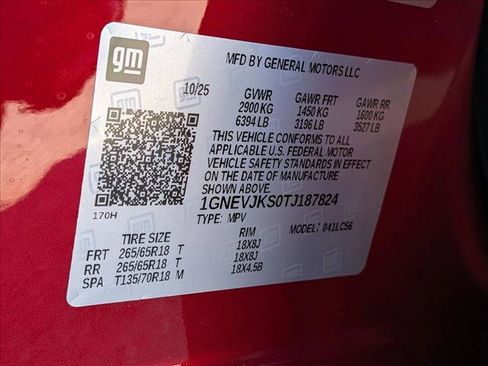 gm
MFD BY GENERAL MOTORS LLC
10/25 GVWR GAWR FRT GAWR RR
2900 KG 1450 KG 1600 KG
6394 LB 3196 LB 3527 LB
THIS VEHICLE CONFORMS TO ALL
APPLICABLE U.S. FEDERAL MOTOR
VEHICLE SAFETY STANDARDS IN EFFECT
ON THE DATE OF MANUFACTURE
SHOWN ABOVE.
170H
1GNEVJKS0TJ187824
TYPE: MPV MODEL: 041LC56
TIRE SIZE RIM
FRT 265/65R18 T 18X8J
RR 265/65R18 T 18X8J
SPA T135/70R18 M 18X4.5B